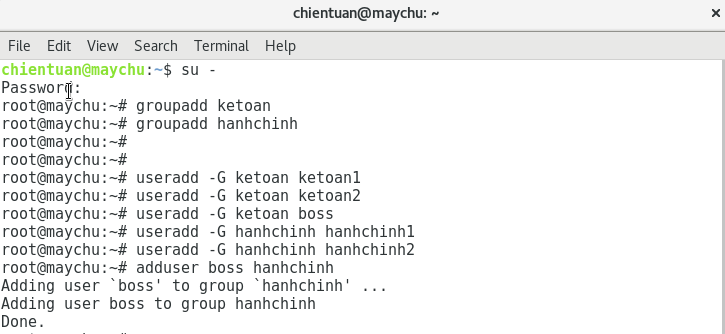 chientuan@maychu: ~
File Edit View Search Terminal Help
chientuan@maychu:~$ su -
Password:
root@maychu:~# groupadd ketoan
root@maychu:~# groupadd hanhchinh
root@maychu:~#
root@maychu:~#
root@maychu:~# useradd -G ketoan ketoan1
root@maychu:~# useradd -G ketoan ketoan2
root@maychu:~# useradd -G ketoan boss
root@maychu:~# useradd -G hanhchinh hanhchinh1
root@maychu:~# useradd -G hanhchinh hanhchinh2
root@maychu:~# adduser boss hanhchinh
Adding user `boss' to group `hanhchinh' ...
Adding user boss to group hanhchinh
Done.